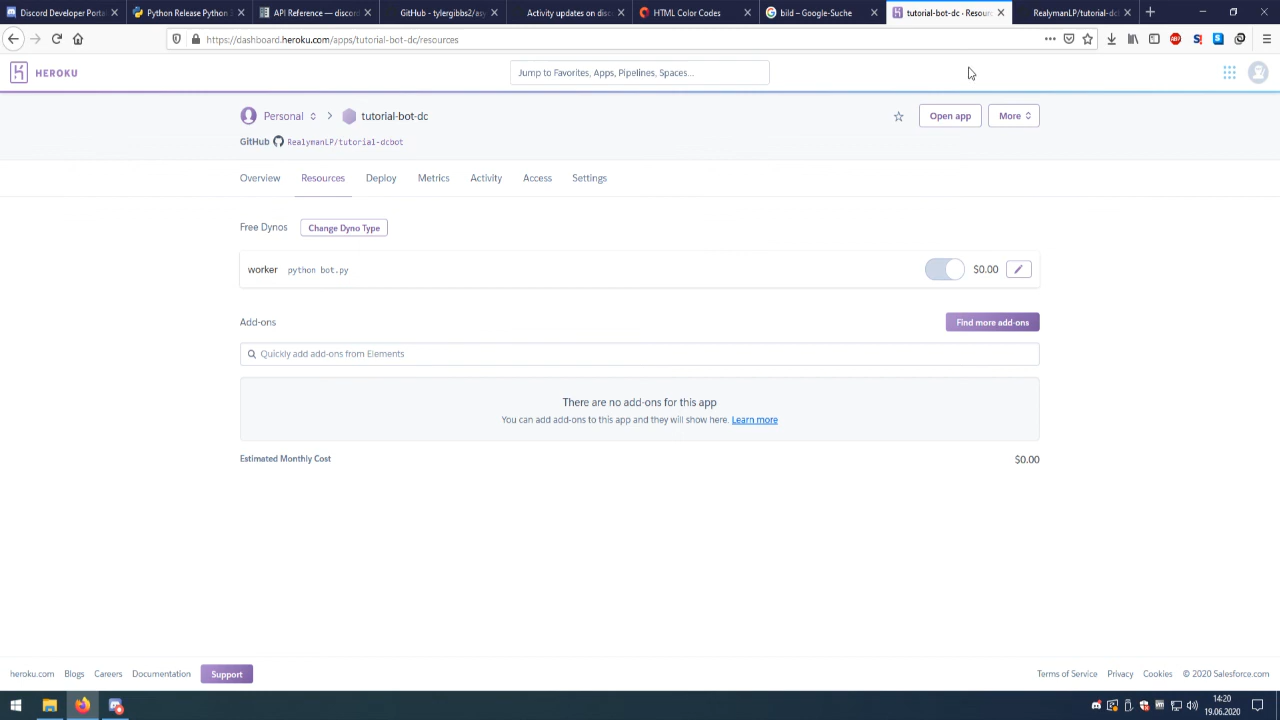 Discord Developer Porta
Python Release Python 3
API Reference — discord
GitHub - tylergibbs2/asy
Activity updates on disc
HTML Color Codes
bild – Google-Suche
tutorial-bot-dc · Resourc
RealymanLP/tutorial-dc
https://dashboard.heroku.com/apps/tutorial-bot-dc/resources
HEROKU
Jump to Favorites, Apps, Pipelines, Spaces...
Personal
tutorial-bot-dc
Open app
More
GitHub RealymanLP/tutorial-dcbot
Overview
Resources
Deploy
Metrics
Activity
Access
Settings
Free Dynos
Change Dyno Type
worker python bot.py
$0.00
Add-ons
Find more add-ons
Quickly add add-ons from Elements
There are no add-ons for this app
You can add add-ons to this app and they will show here. Learn more
Estimated Monthly Cost
$0.00
heroku.com
Blogs
Careers
Documentation
Support
Terms of Service
Privacy
Cookies
© 2020 Salesforce.com
14:20
19.06.2020